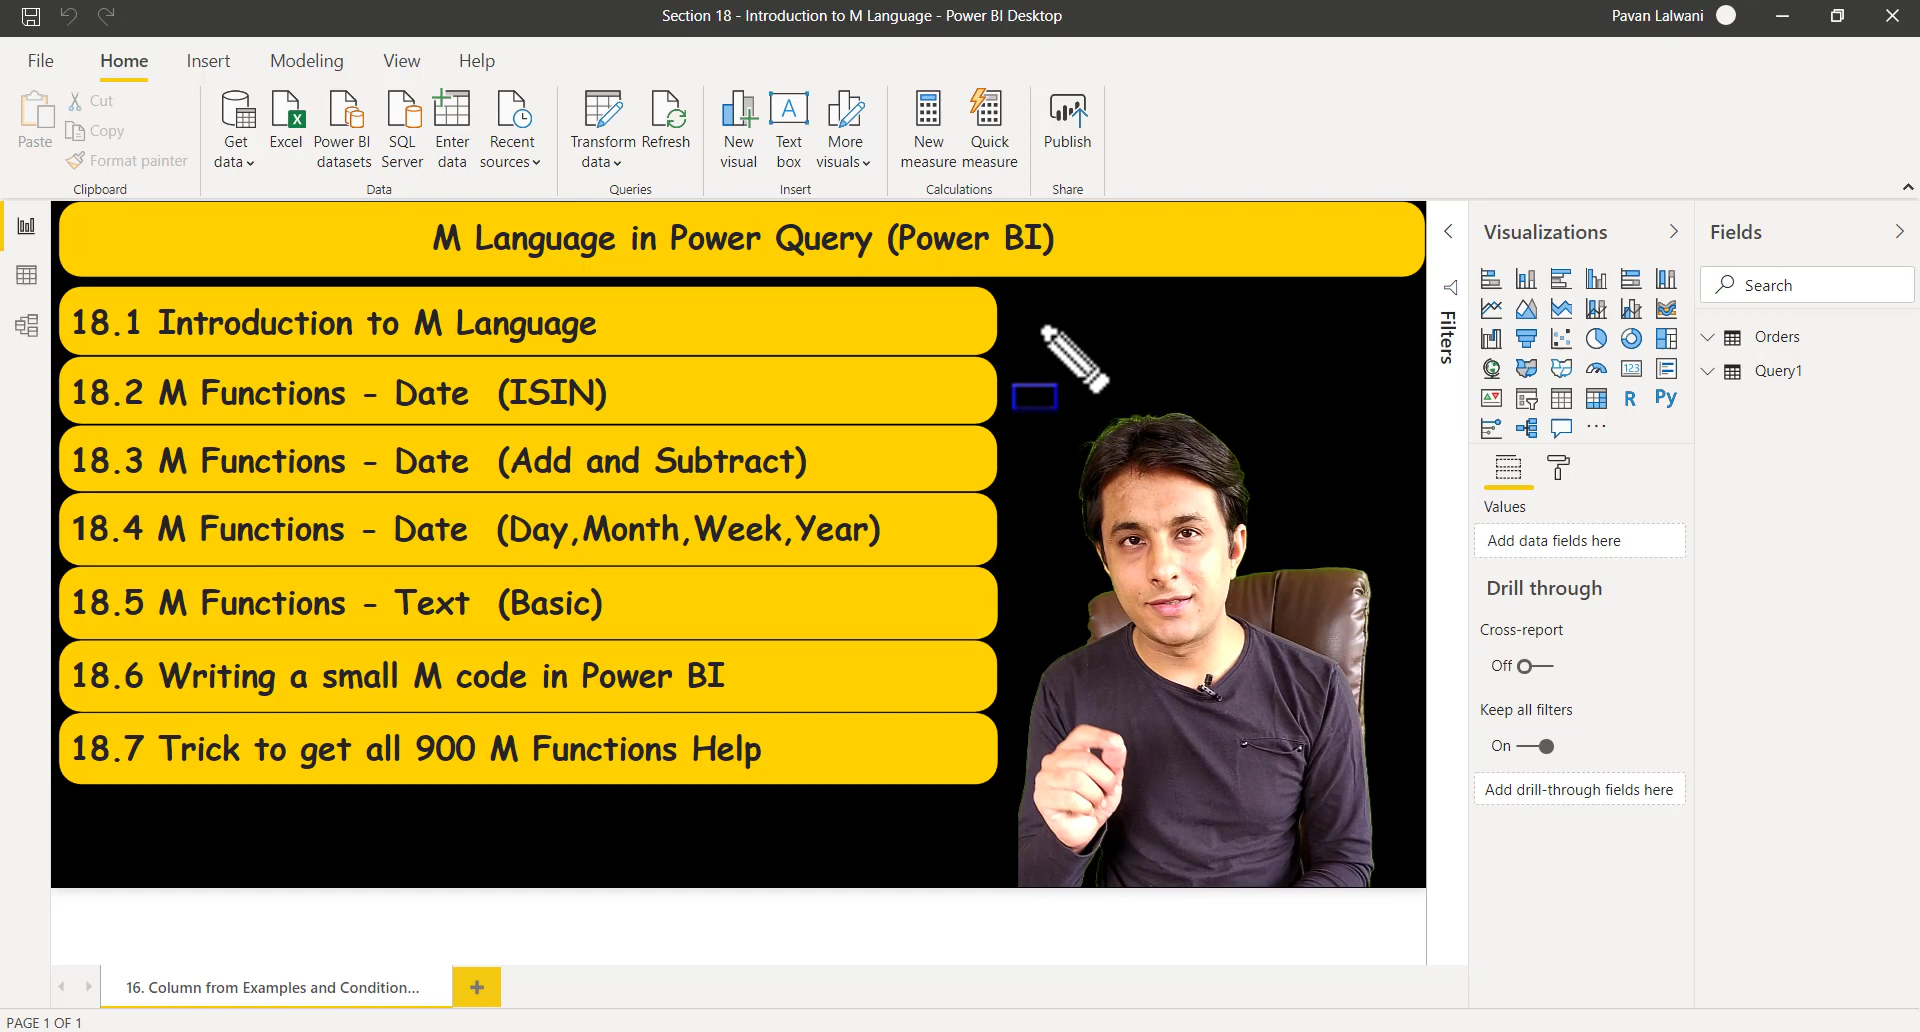 Section 18 - Introduction to M Language - Power BI Desktop
Pavan Lalwani
File Home Insert Modeling View Help
Paste
Cut
Copy
Format painter
Clipboard
Get data
Excel
Power BI datasets
SQL Server
Enter data
Recent sources
Data
Transform data
Refresh
Queries
New visual
Text box
More visuals
Insert
New measure
Quick measure
Calculations
Publish
Share
M Language in Power Query (Power BI)
18.1 Introduction to M Language
18.2 M Functions - Date (ISIN)
18.3 M Functions - Date (Add and Subtract)
18.4 M Functions - Date (Day,Month,Week,Year)
18.5 M Functions - Text (Basic)
18.6 Writing a small M code in Power BI
18.7 Trick to get all 900 M Functions Help
Filters
Visualizations
123
R
Py
...
Values
Add data fields here
Drill through
Cross-report
Off
Keep all filters
On
Add drill-through fields here
Fields
Search
Orders
Query1
16. Column from Examples and Condition...
PAGE 1 OF 1